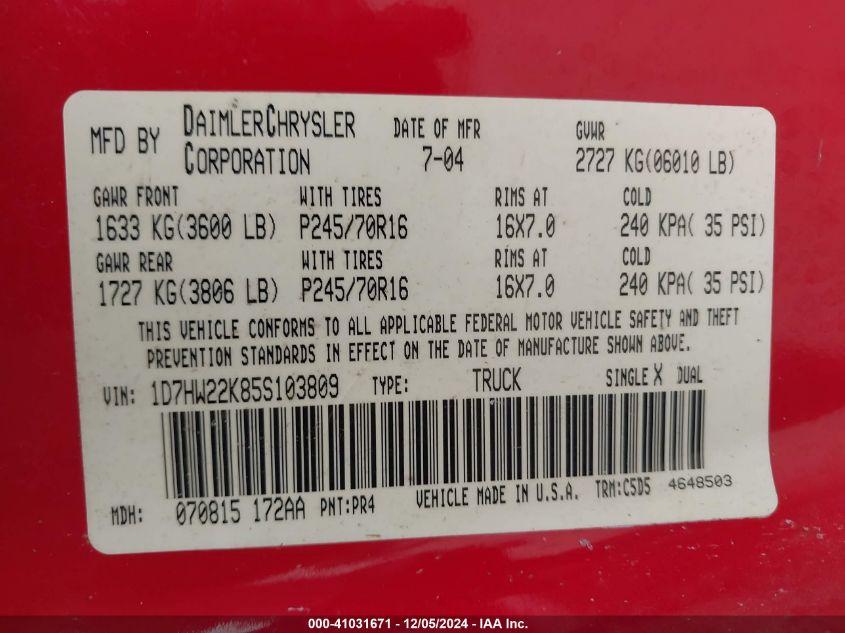 MFD BY DAIMLERCHRYSLER CORPORATION DATE OF MFR 7-04 GVWR 2727 KG(06010 LB)
GAWR FRONT WITH TIRES RIMS AT COLD
1633 KG(3600 LB) P245/70R16 16X7.0 240 KPA( 35 PSI)
GAWR REAR WITH TIRES RIMS AT COLD
1727 KG(3806 LB) P245/70R16 16X7.0 240 KPA( 35 PSI)
THIS VEHICLE CONFORMS TO ALL APPLICABLE FEDERAL MOTOR VEHICLE SAFETY AND THEFT
PREVENTION STANDARDS IN EFFECT ON THE DATE OF MANUFACTURE SHOWN ABOVE.
VIN: 1D7HW22K85S103809 TYPE: TRUCK SINGLE X DUAL
MDH: 070815 172AA PNT:PR4 VEHICLE MADE IN U.S.A. TRM:C5D5 4648503
000-41031671 - 12/05/2024 - IAA Inc.